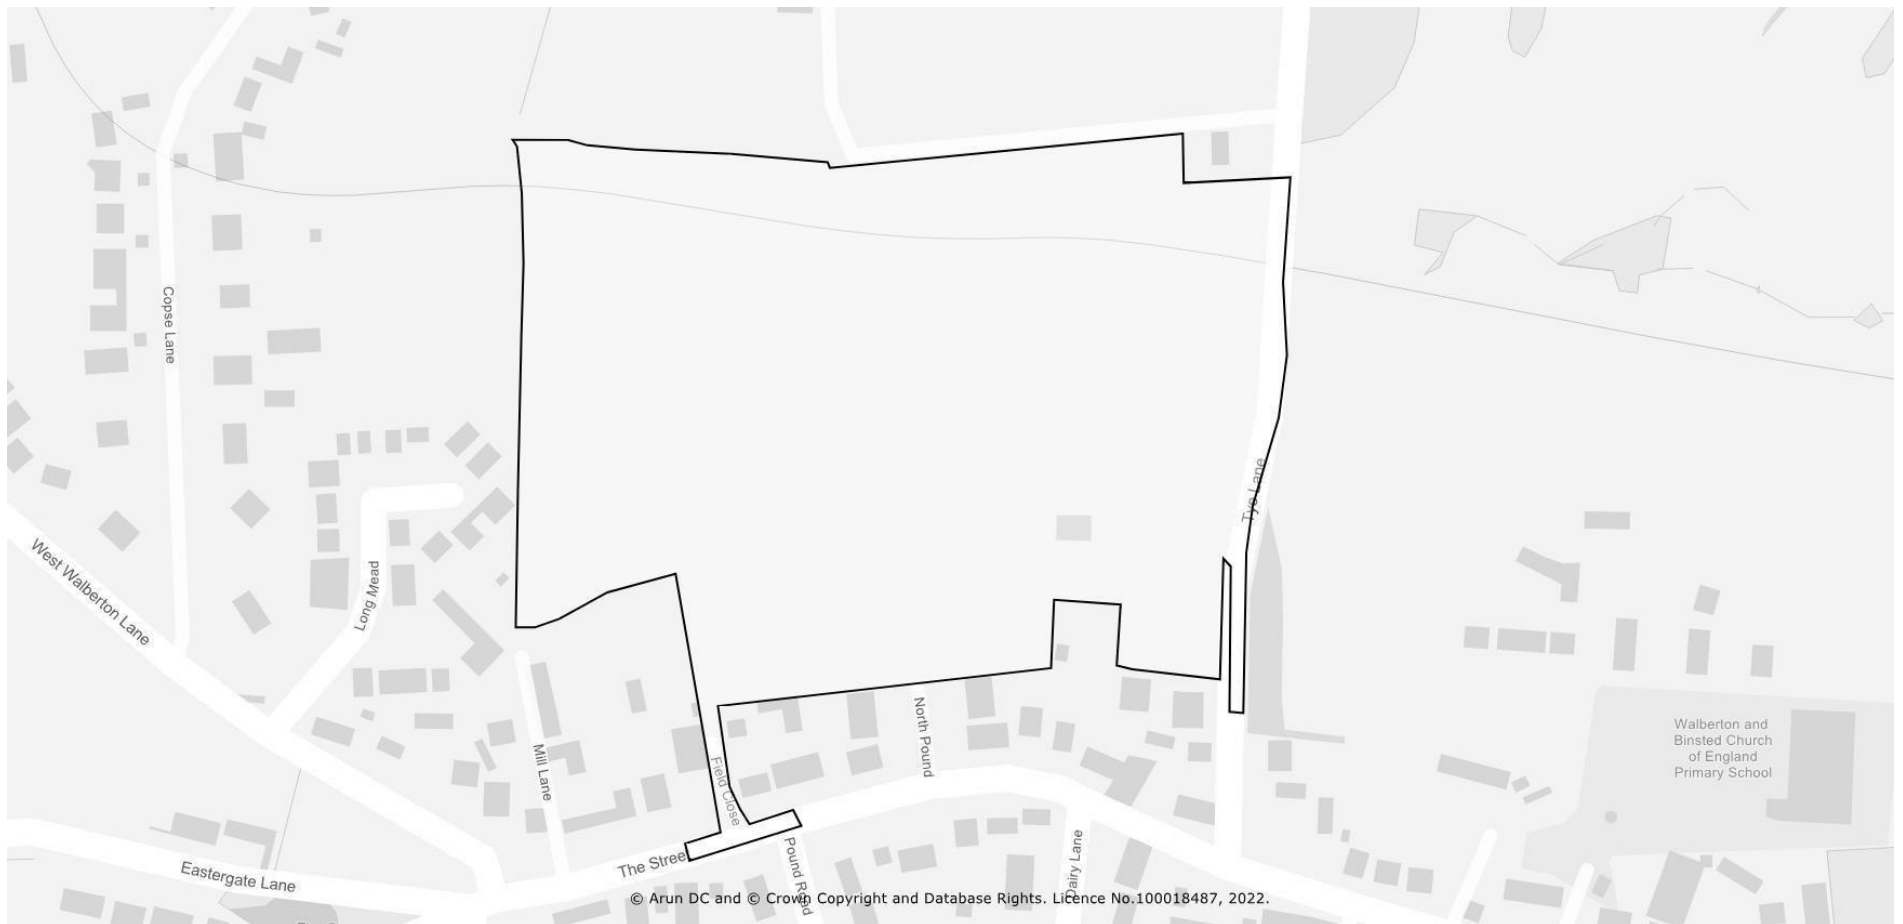 Copse Lane
West Walberton Lane
Long Mead
Tye Lane
Mill Lane
Field Close
North Pound
Walberton and
Binsted Church
of England
Primary School
The Stree
Eastergate Lane
Pound Road
Dairy Lane
© Arun DC and © Crown Copyright and Database Rights. Licence No.100018487, 2022.